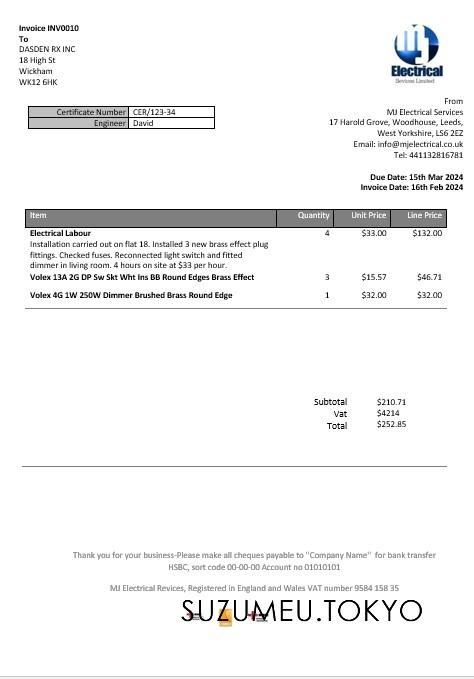 Invoice INV0010
To
DASDEN RX INC
18 High St
Wickham
WK12 6HK
Electrical
Services Limited
Certificate Number CER/123-34
Engineer David
From
MJ Electrical Services
17 Harold Grove, Woodhouse, Leeds,
West Yorkshire, LS6 2EZ
Email: info@mjelectrical.co.uk
Tel: 441132816781
Due Date: 15th Mar 2024
Invoice Date: 16th Feb 2024
Item Quantity Unit Price Line Price
Electrical Labour 4 $33.00 $132.00
Installation carried out on flat 18. Installed 3 new brass effect plug
fittings. Checked fuses. Reconnected light switch and fitted
dimmer in living room. 4 hours on site at $33 per hour.
Volex 13A 2G DP Sw Skt Wht Ins BB Round Edges Brass Effect 3 $15.57 $46.71
Volex 4G 1W 250W Dimmer Brushed Brass Round Edge 1 $32.00 $32.00
Subtotal $210.71
Vat $4214
Total $252.85
Thank you for your business-Please make all cheques payable to "Company Name" for bank transfer
HSBC, sort code 00-00-00 Account no 01010101
MJ Electrical Revices, Registered in England and Wales VAT number 9584 158 35
SUZUMEU.TOKYO